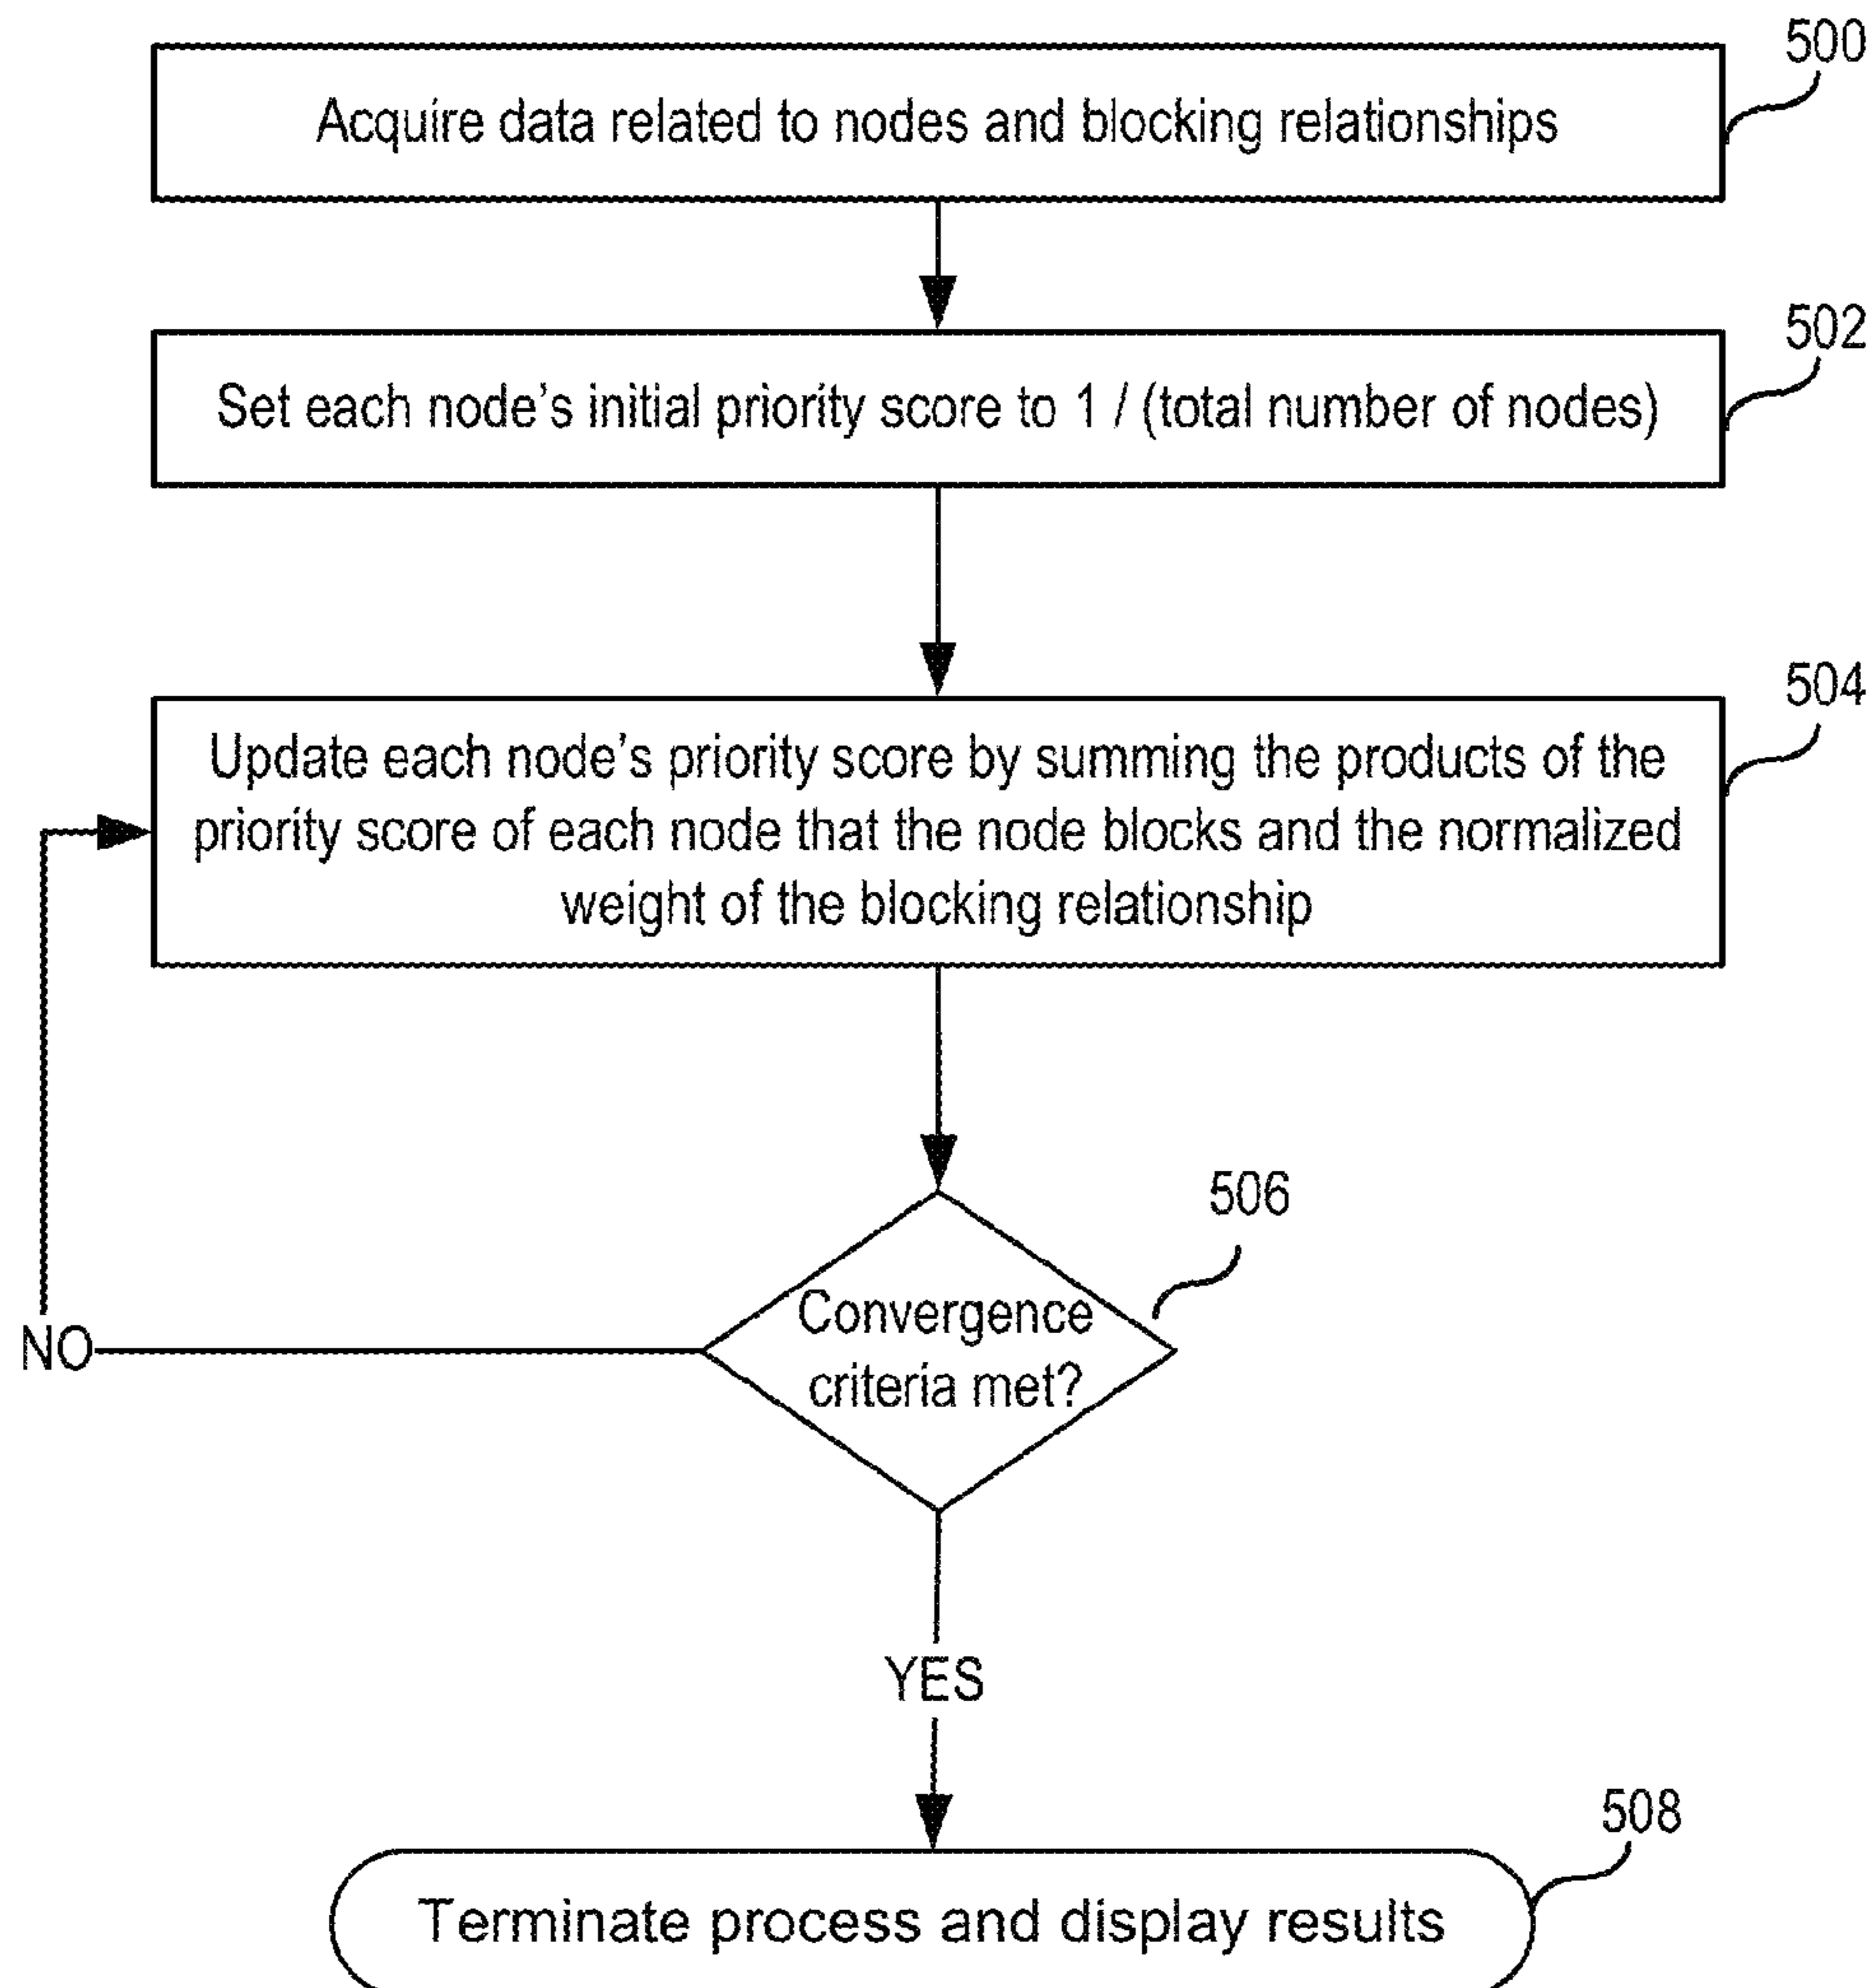 500
Acquire data related to nodes and blocking relationships
502
Set each node's initial priority score to 1 / (total number of nodes)
504
Update each node's priority score by summing the products of the
priority score of each node that the node blocks and the normalized
weight of the blocking relationship
506
Convergence
criteria met?
NO
YES
508
Terminate process and display results